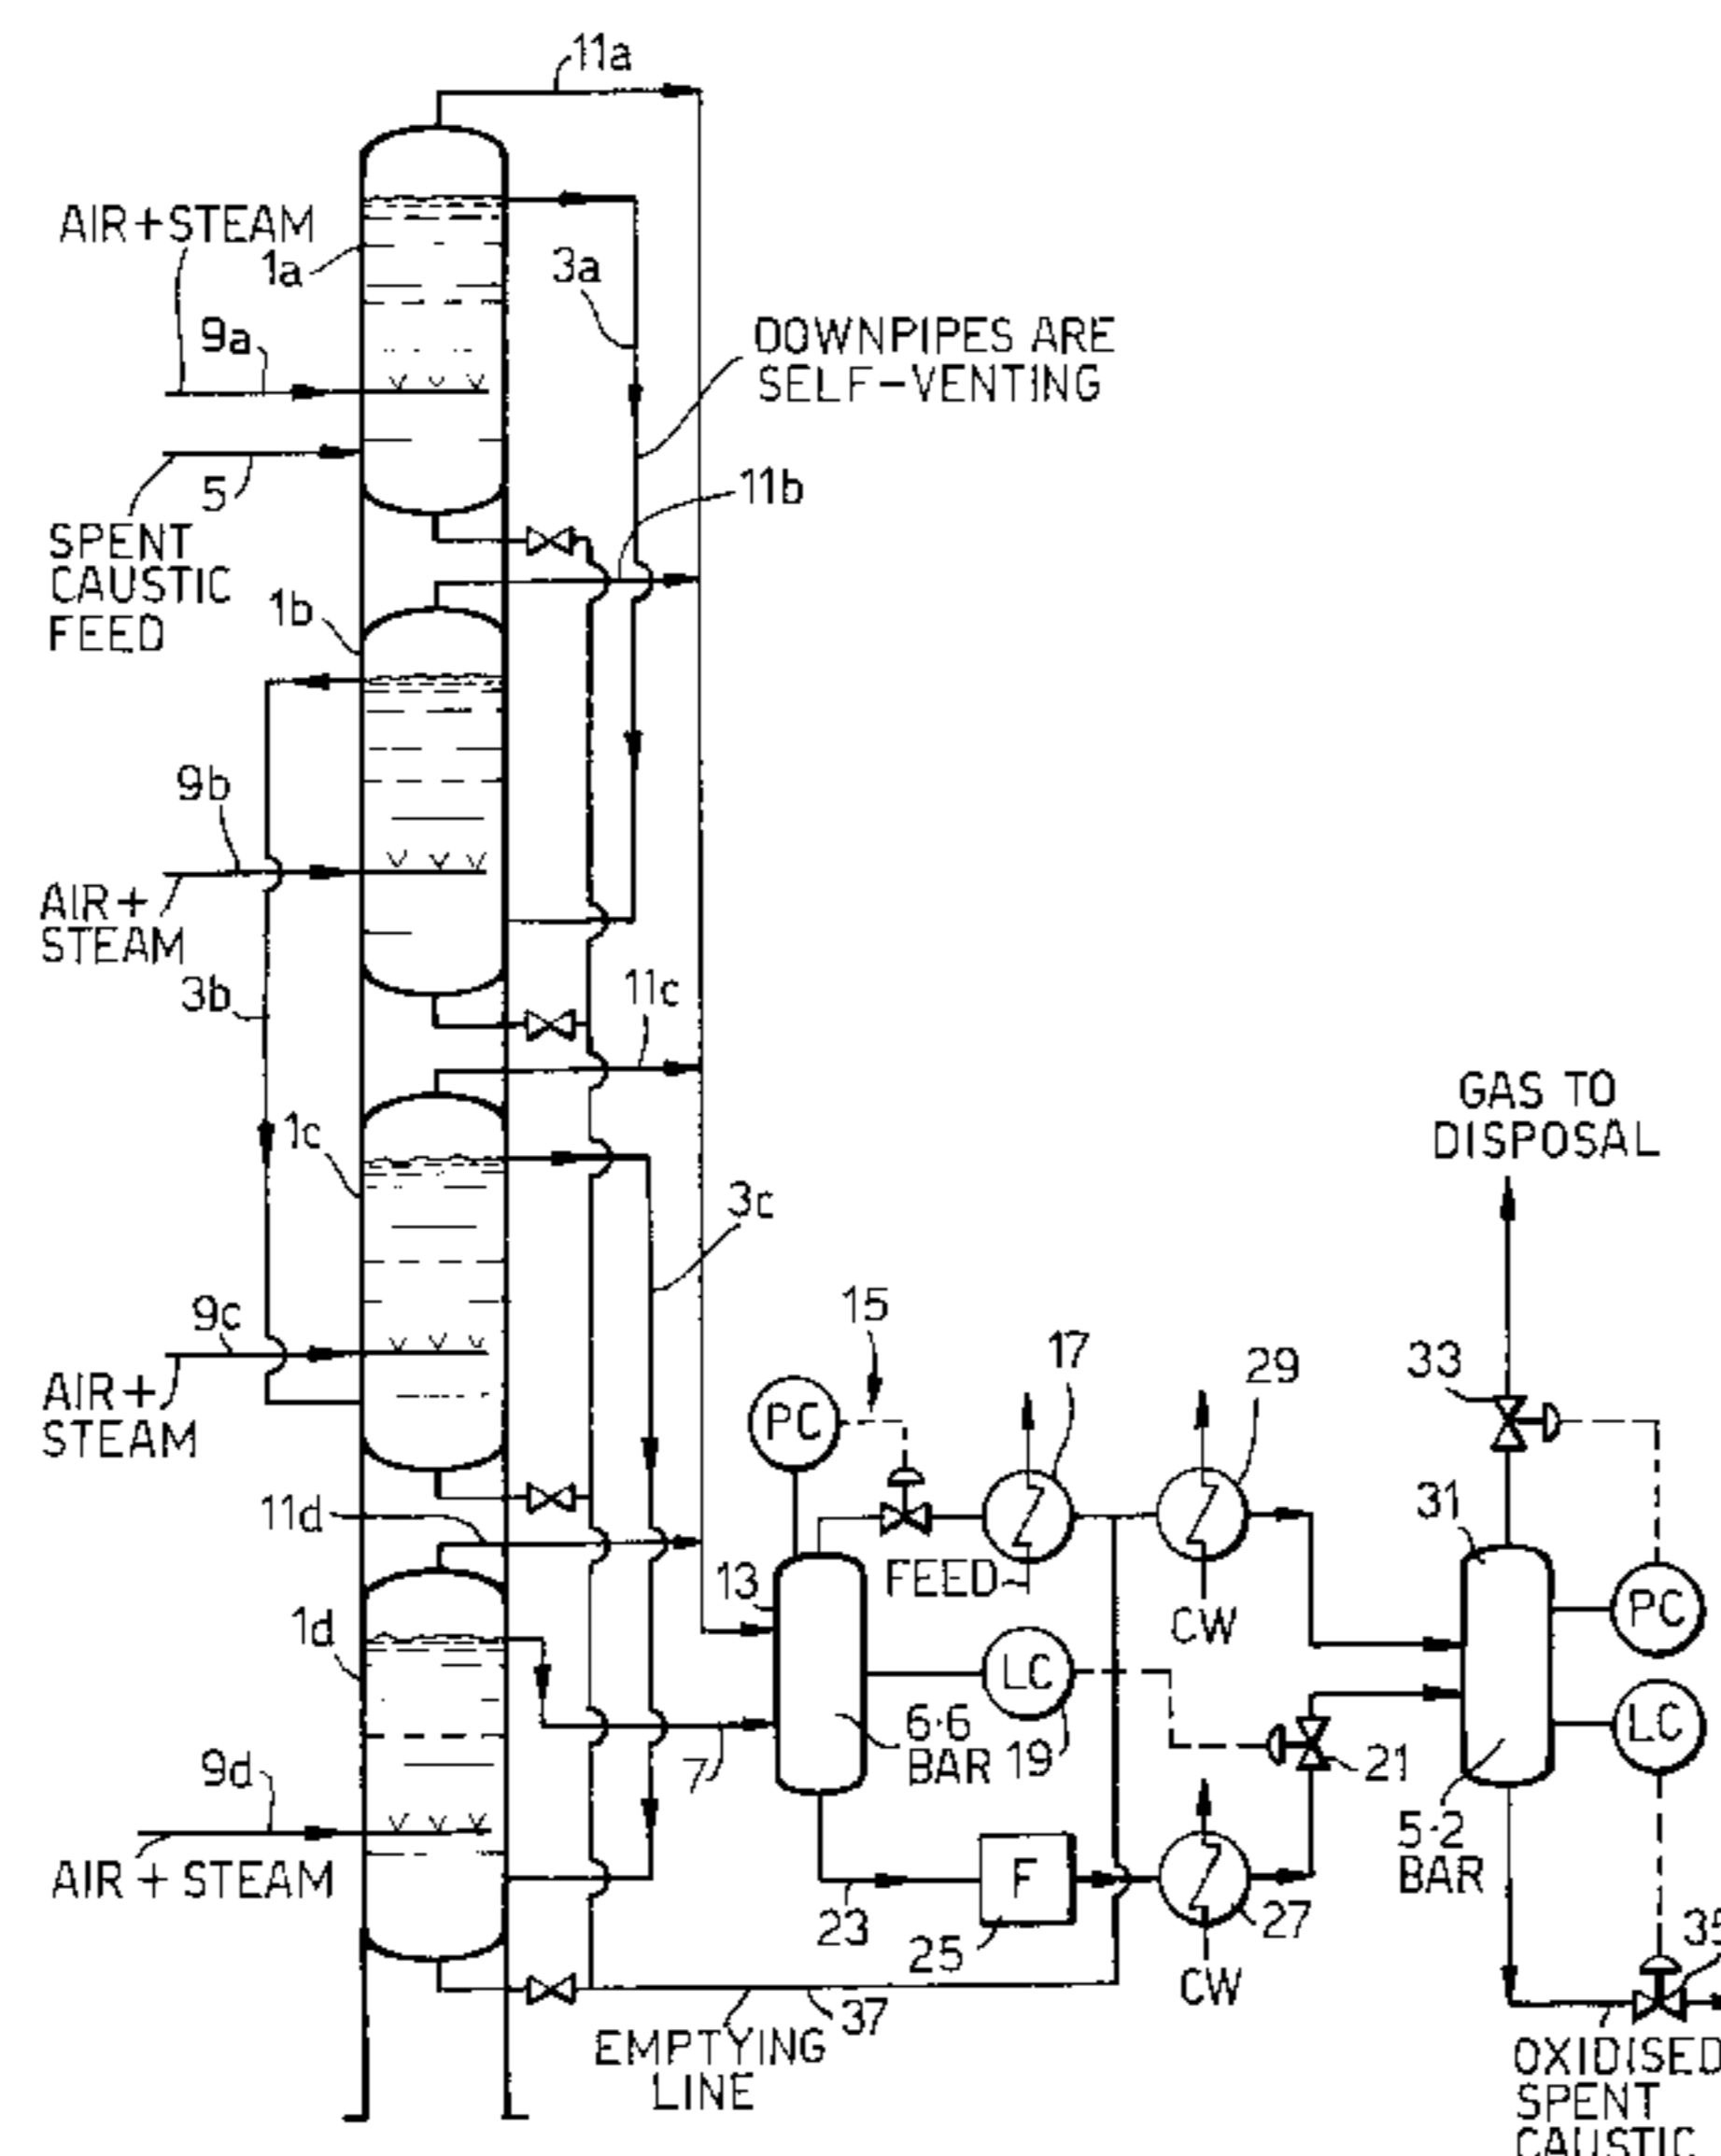 11a
AIR+STEAM
1a
3a
9a
DOWNPIPES ARE
SELF-VENTING
5
11b
SPENT
CAUSTIC
FEED
1b
9b
AIR+
STEAM
3b
11c
GAS TO
DISPOSAL
1c
3c
15
17
9c
33
29
AIR+
STEAM
PC
11d
31
FEED
13
PC
CW
1d
LC
6·6
BAR
19
LC
7
21
9d
5·2
BAR
AIR + STEAM
F
23
25
27
35
CW
37
EMPTYING
LINE
OXIDISED
SPENT
CAUSTIC